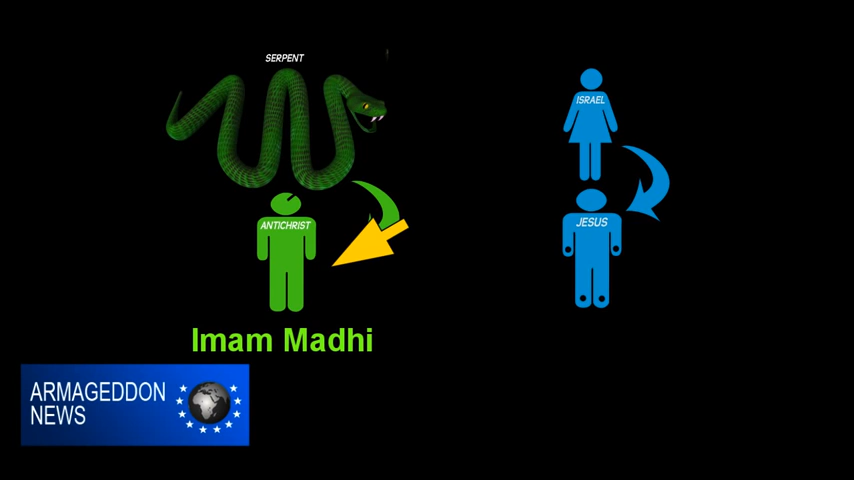 SERPENT
ISRAEL
ANTICHRIST
JESUS
Imam Madhi
ARMAGEDDON
NEWS